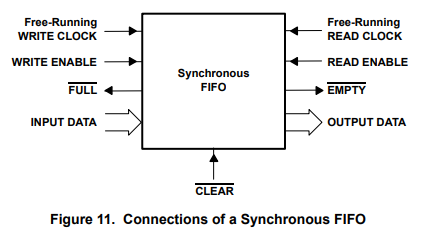 Free-Running
WRITE CLOCK
WRITE ENABLE
FULL
INPUT DATA
Synchronous
FIFO
Free-Running
READ CLOCK
READ ENABLE
EMPTY
OUTPUT DATA
CLEAR
Figure 11. Connections of a Synchronous FIFO